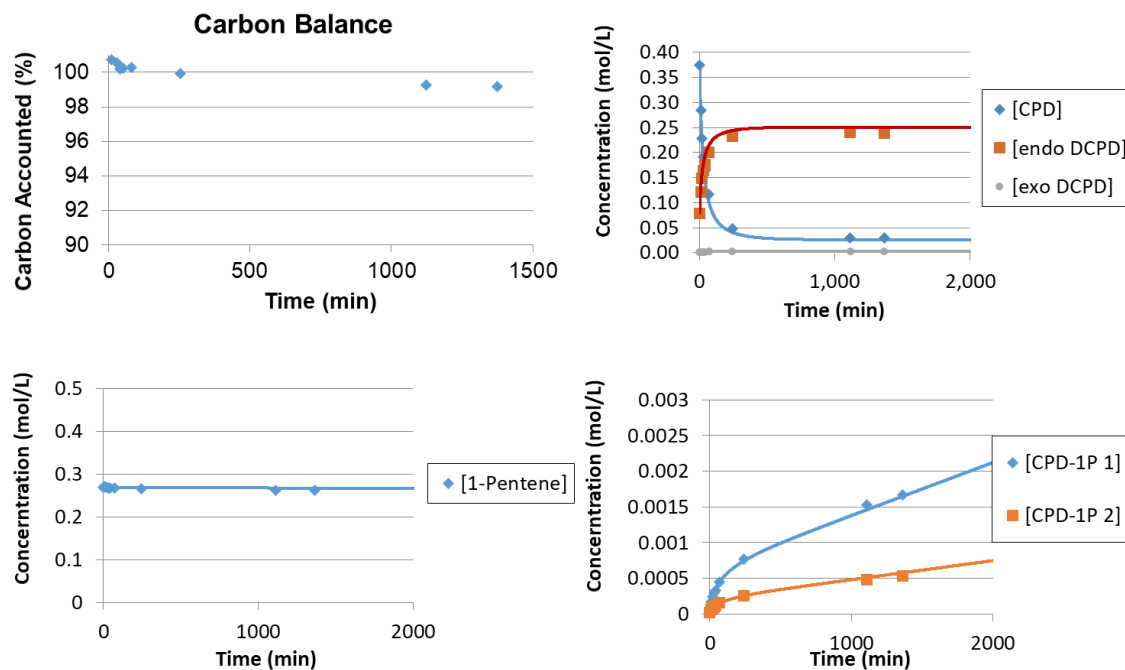 Carbon Balance
Carbon Accounted (%)
100
98
96
94
92
90
0
500
1000
1500
Time (min)
Concerntration (mol/L)
0.40
0.35
0.30
0.25
0.20
0.15
0.10
0.05
0.00
0
1,000
2,000
Time (min)
[CPD]
[endo DCPD]
[exo DCPD]
Concerntration (mol/L)
0.5
0.4
0.3
0.2
0.1
0
0
1000
2000
Time (min)
[1-Pentene]
Concerntration (mol/L)
0.003
0.0025
0.002
0.0015
0.001
0.0005
0
0
1000
2000
Time (min)
[CPD-1P 1]
[CPD-1P 2]